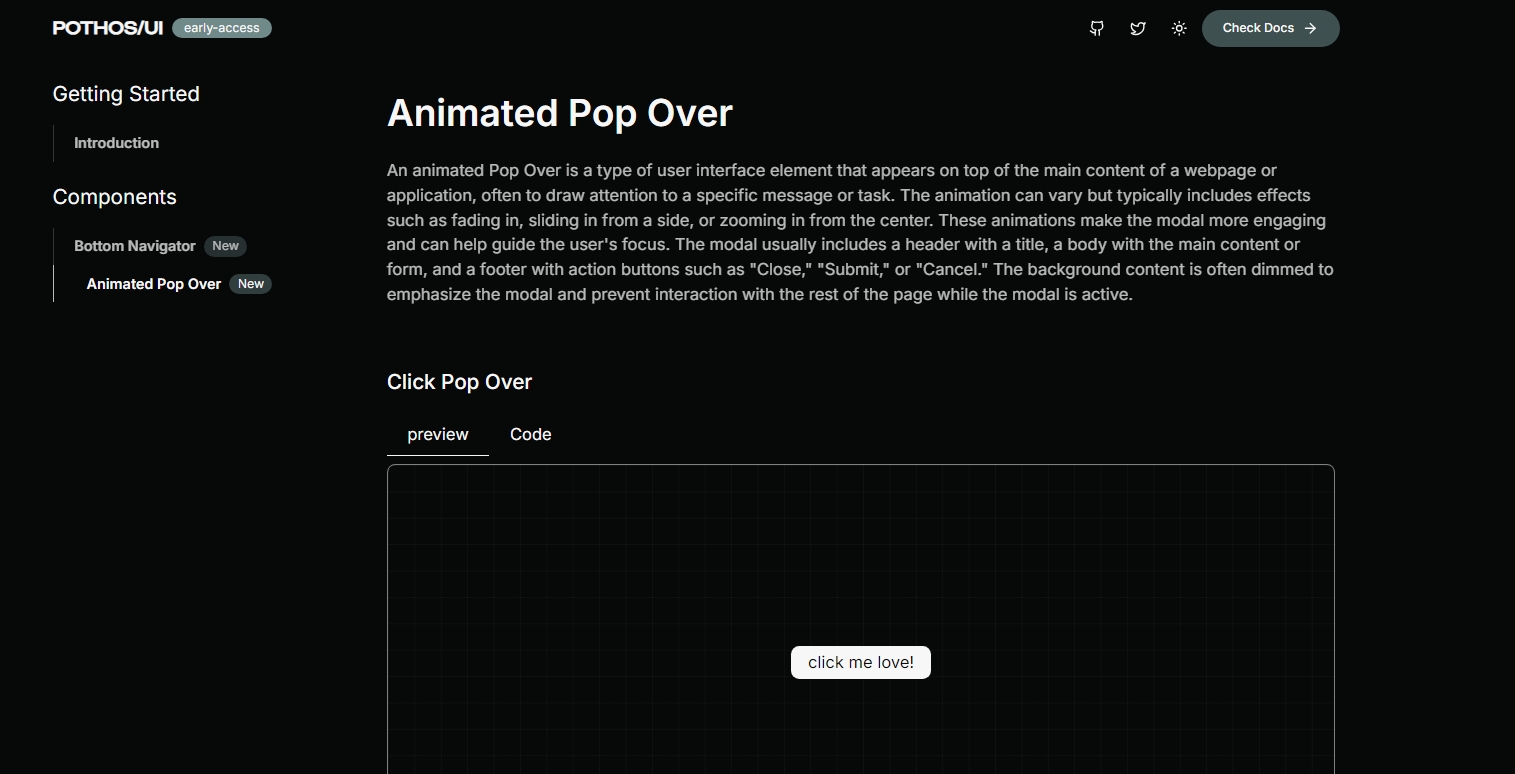 POTHOS/UI early-access
Check Docs
Getting Started
Introduction
Components
Bottom Navigator New
Animated Pop Over New
Animated Pop Over
An animated Pop Over is a type of user interface element that appears on top of the main content of a webpage or
application, often to draw attention to a specific message or task. The animation can vary but typically includes effects
such as fading in, sliding in from a side, or zooming in from the center. These animations make the modal more engaging
and can help guide the user's focus. The modal usually includes a header with a title, a body with the main content or
form, and a footer with action buttons such as "Close," "Submit," or "Cancel." The background content is often dimmed to
emphasize the modal and prevent interaction with the rest of the page while the modal is active.
Click Pop Over
preview Code
click me love!